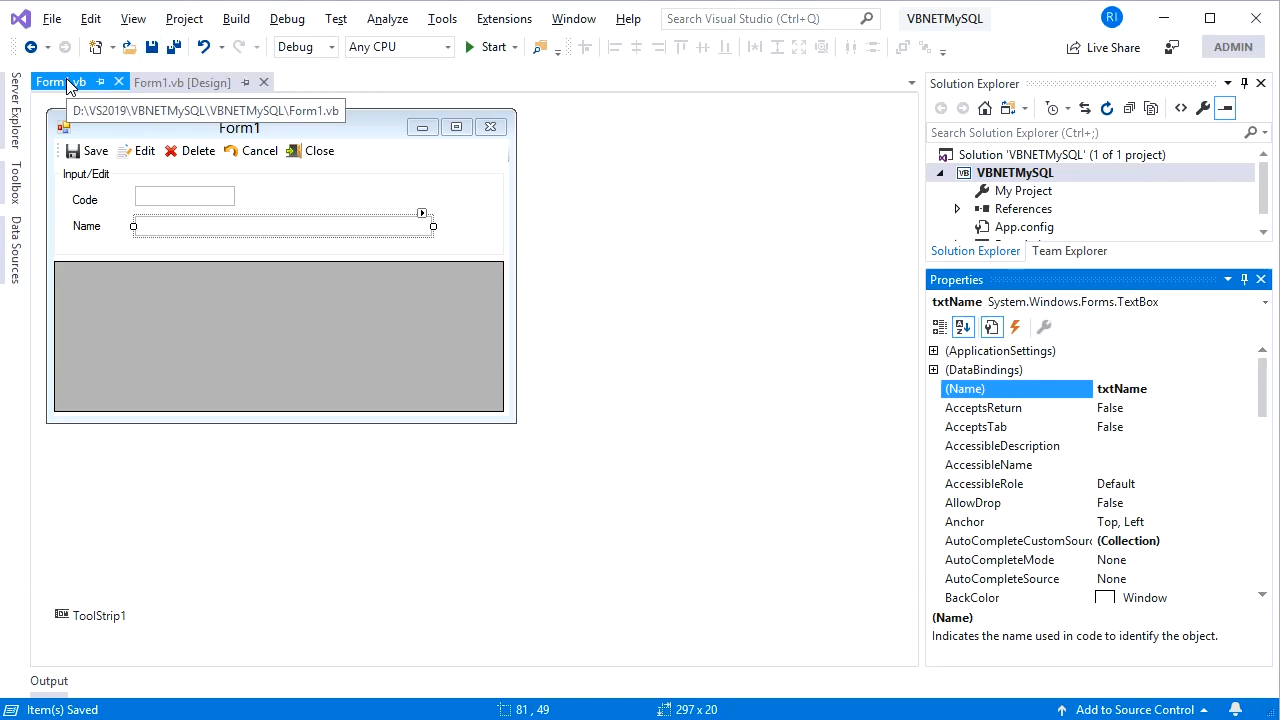 File Edit View Project Build Debug Test Analyze Tools Extensions Window Help Search Visual Studio (Ctrl+Q) VBNETMySQL RI
Debug Any CPU Start Live Share ADMIN
Form1.vb Form1.vb [Design]
D:\VS2019\VBNETMySQL\VBNETMySQL\Form1.vb
Form1
Save Edit Delete Cancel Close
Input/Edit
Code
Name
ToolStrip1
Server Explorer
Toolbox
Data Sources
Solution Explorer
Search Solution Explorer (Ctrl+;)
Solution 'VBNETMySQL' (1 of 1 project)
VBNETMySQL
My Project
References
App.config
Solution Explorer Team Explorer
Properties
txtName System.Windows.Forms.TextBox
(ApplicationSettings)
(DataBindings)
(Name) txtName
AcceptsReturn False
AcceptsTab False
AccessibleDescription
AccessibleName
AccessibleRole Default
AllowDrop False
Anchor Top, Left
AutoCompleteCustomSourc (Collection)
AutoCompleteMode None
AutoCompleteSource None
BackColor Window
(Name)
Indicates the name used in code to identify the object.
Output
Item(s) Saved 81 , 49 297 x 20 Add to Source Control